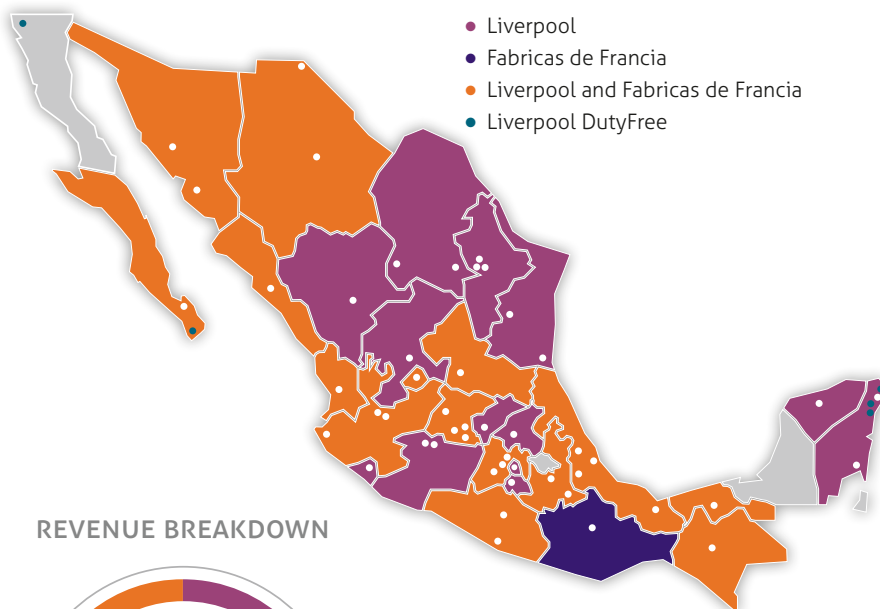 Liverpool
Fabricas de Francia
Liverpool and Fabricas de Francia
Liverpool DutyFree
REVENUE BREAKDOWN